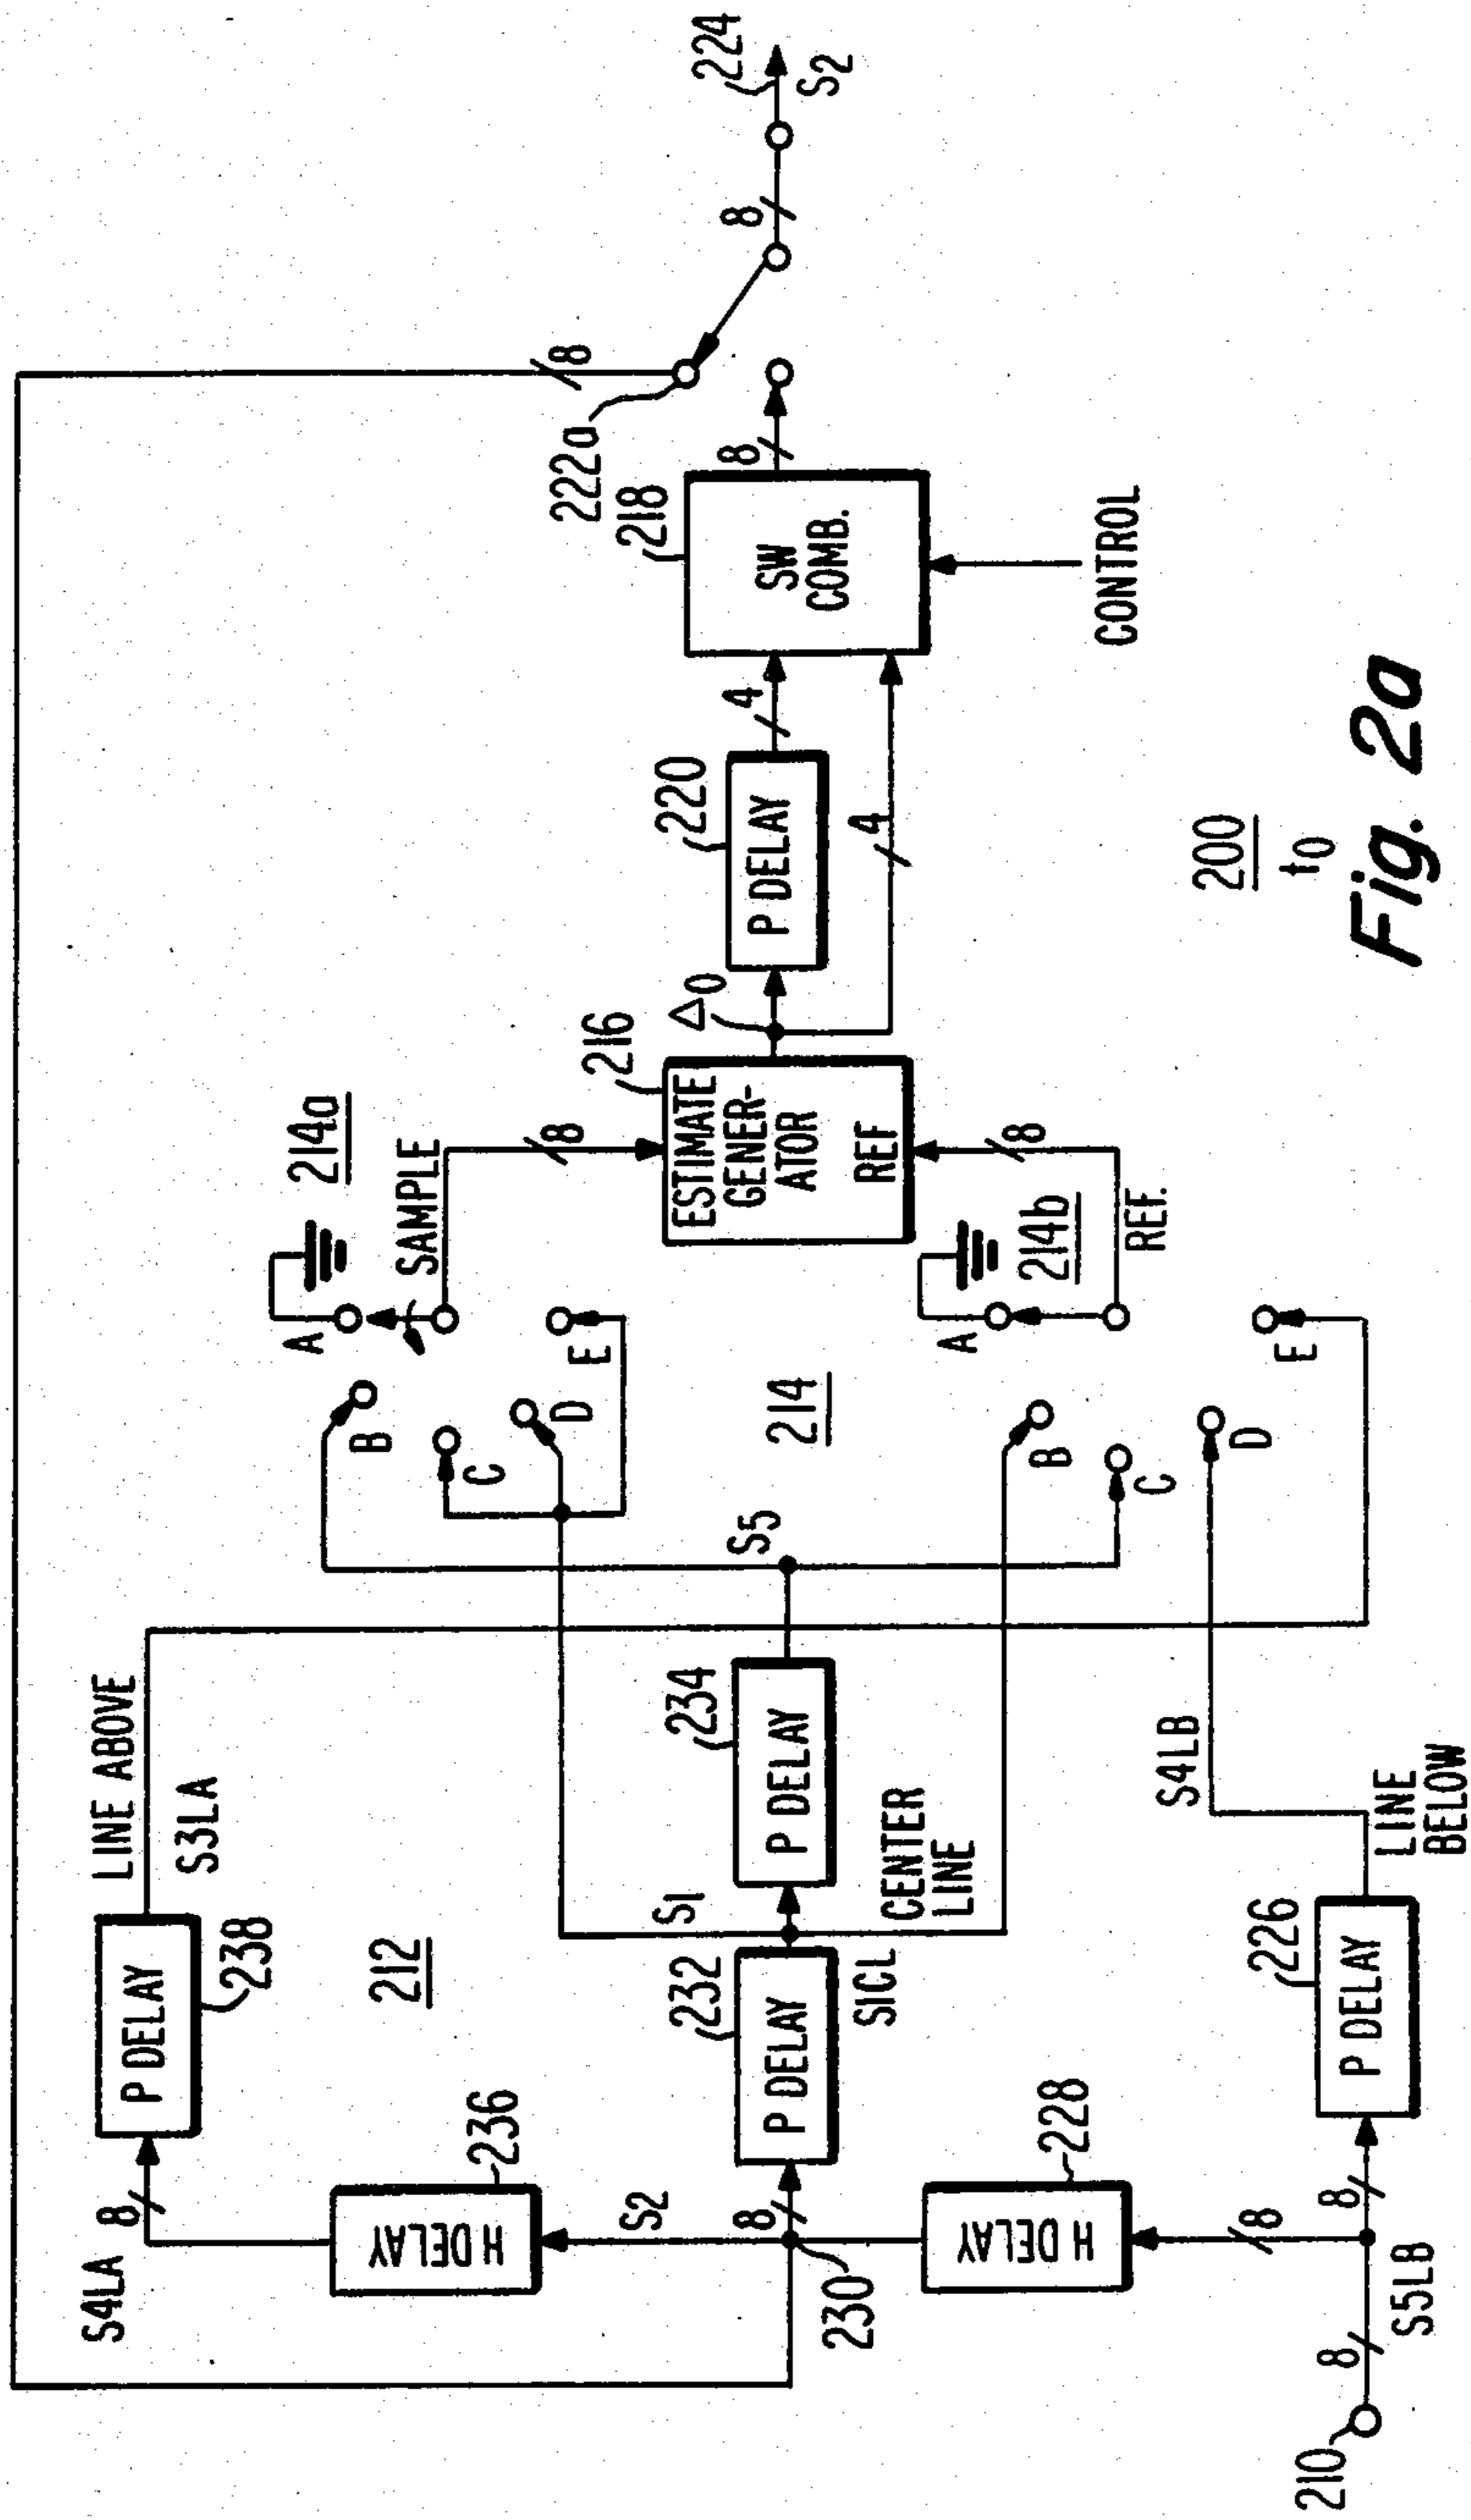 LINE ABOVE
S3LA
S4LA
8
P DELAY
238
212
H DELAY
236
S2
8
230
P DELAY
232
S1CL
S1
P DELAY
234
CENTER
LINE
S5
H DELAY
228
8
8
210
8
S5LB
P DELAY
226
LINE
BELOW
S4LB
214
A
B
C
D
E
214a
SAMPLE
8
A
B
C
D
E
214b
REF.
8
ESTIMATE
GENER-
ATOR
REF
216
Δ0
P DELAY
220
4
4
SW
COMB.
218
CONTROL
8
222a
8
8
224
S2
200
t0
Fig. 2a